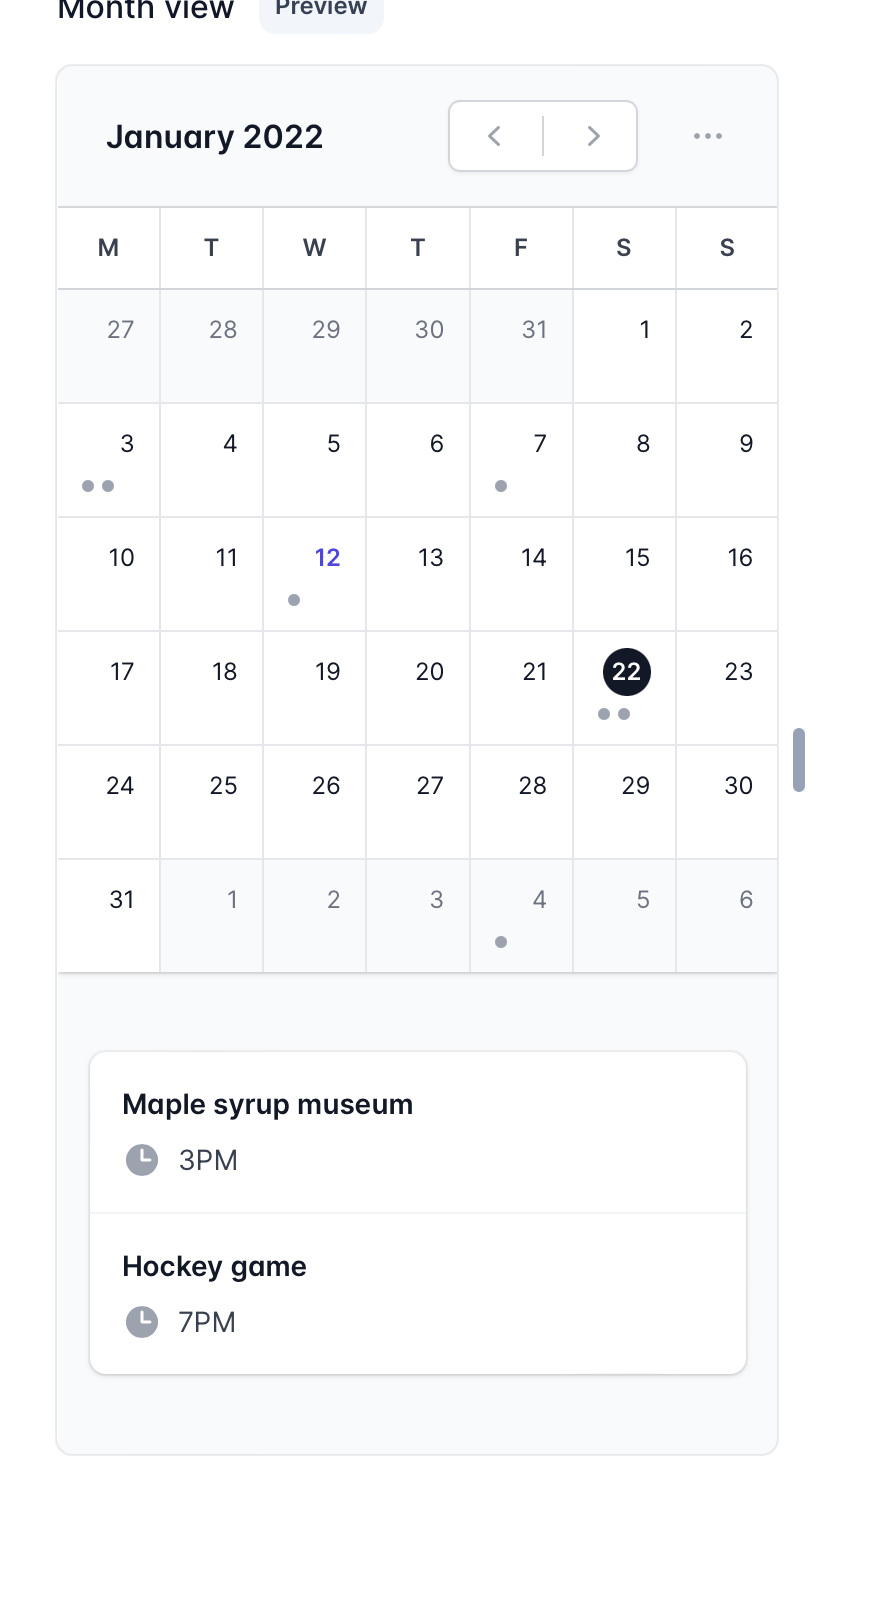 Month view Preview
January 2022
M T W T F S S
27 28 29 30 31 1 2
3 4 5 6 7 8 9
10 11 12 13 14 15 16
17 18 19 20 21 22 23
24 25 26 27 28 29 30
31 1 2 3 4 5 6
Maple syrup museum
3PM
Hockey game
7PM